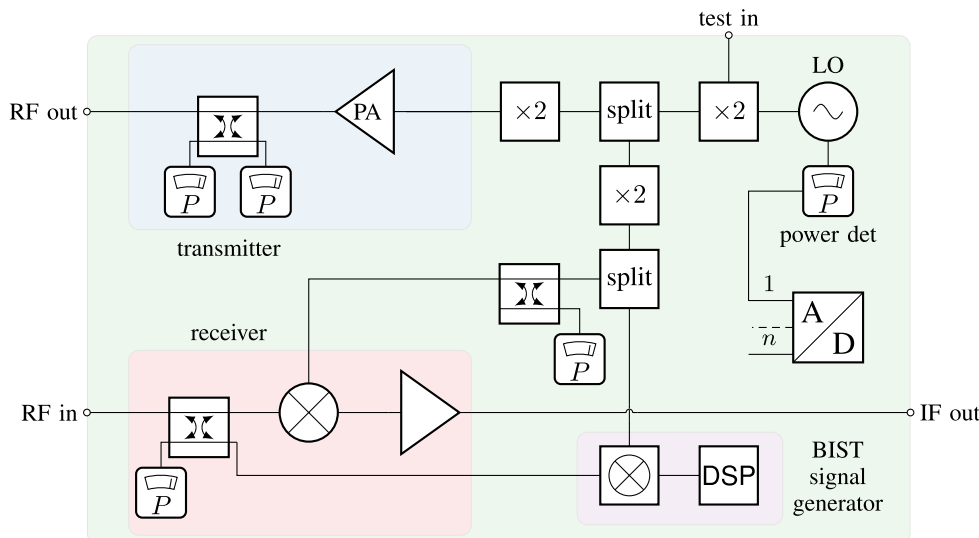 test in
LO
RF out
PA
×2
split
×2
P
P
×2
P
transmitter
power det
split
1
A
D
n
receiver
P
RF in
IF out
P
DSP
BIST
signal
generator